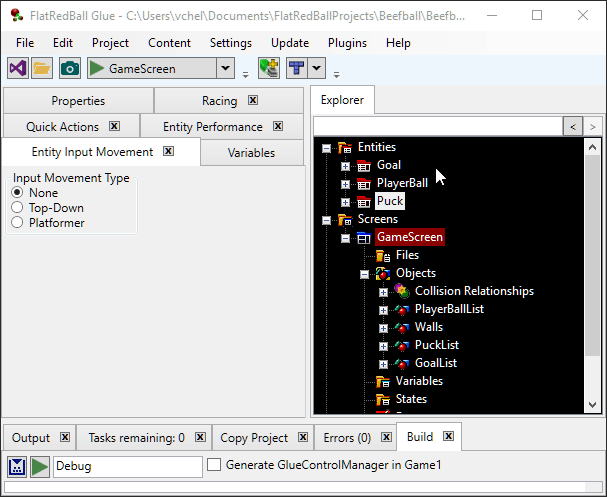 FlatRedBall Glue - C:\Users\vchel\Documents\FlatRedBallProjects\Beefball\Beefb...
File Edit Project Content Settings Update Plugins Help
GameScreen
Properties Racing
Quick Actions Entity Performance
Entity Input Movement Variables
Input Movement Type
None
Top-Down
Platformer
Explorer
< >
Entities
Goal
PlayerBall
Puck
Screens
GameScreen
Files
Objects
Collision Relationships
PlayerBallList
Walls
PuckList
GoalList
Variables
States
Output Tasks remaining: 0 Copy Project Errors (0) Build
Debug Generate GlueControlManager in Game1